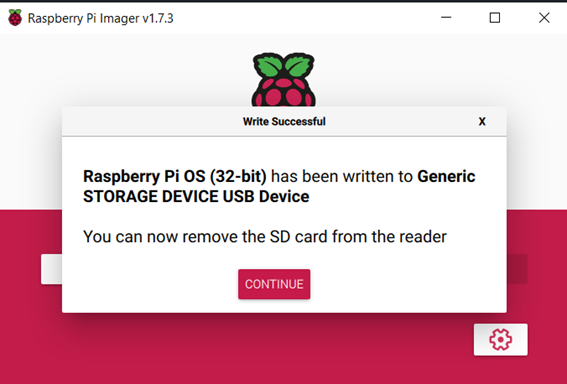 Raspberry Pi Imager v1.7.3
Write Successful
X
Raspberry Pi OS (32-bit) has been written to Generic
STORAGE DEVICE USB Device
You can now remove the SD card from the reader
CONTINUE